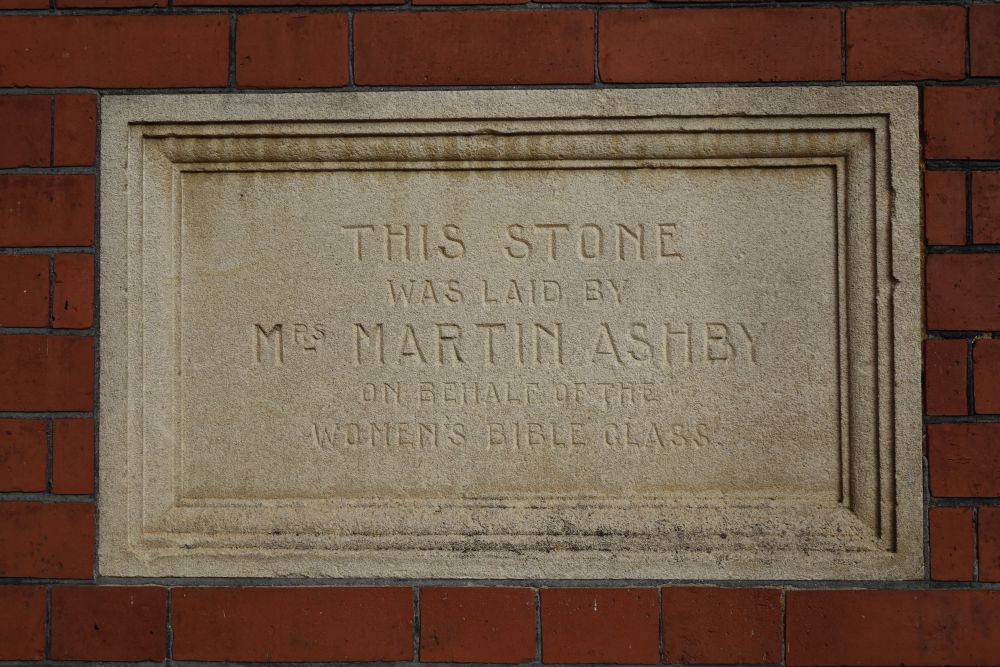 THIS STONE
WAS LAID BY
MRS MARTIN ASHBY
ON BEHALF OF THE
WOMEN'S BIBLE CLASS.